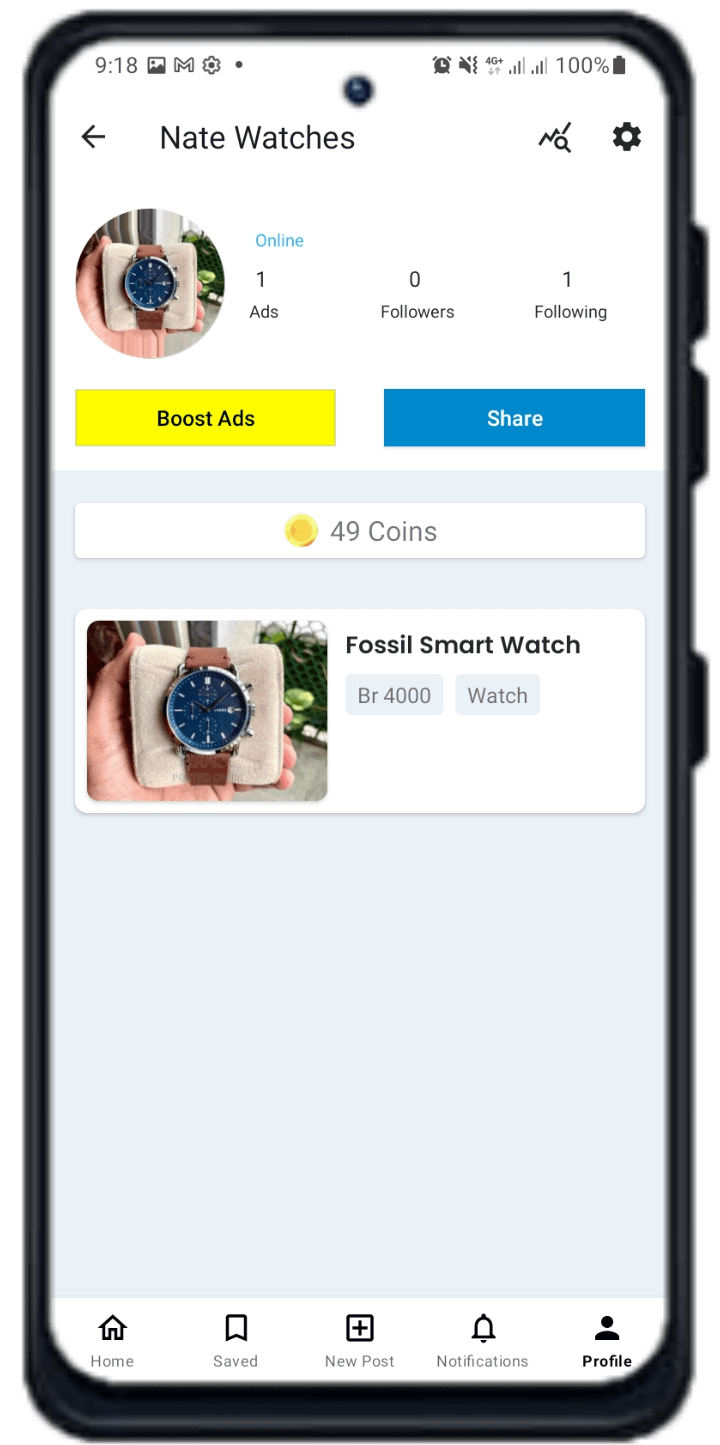 9:18 4G+ 100%
Nate Watches
Online
1 0 1
Ads Followers Following
Boost Ads Share
49 Coins
Fossil Smart Watch
Br 4000 Watch
Home Saved New Post Notifications Profile